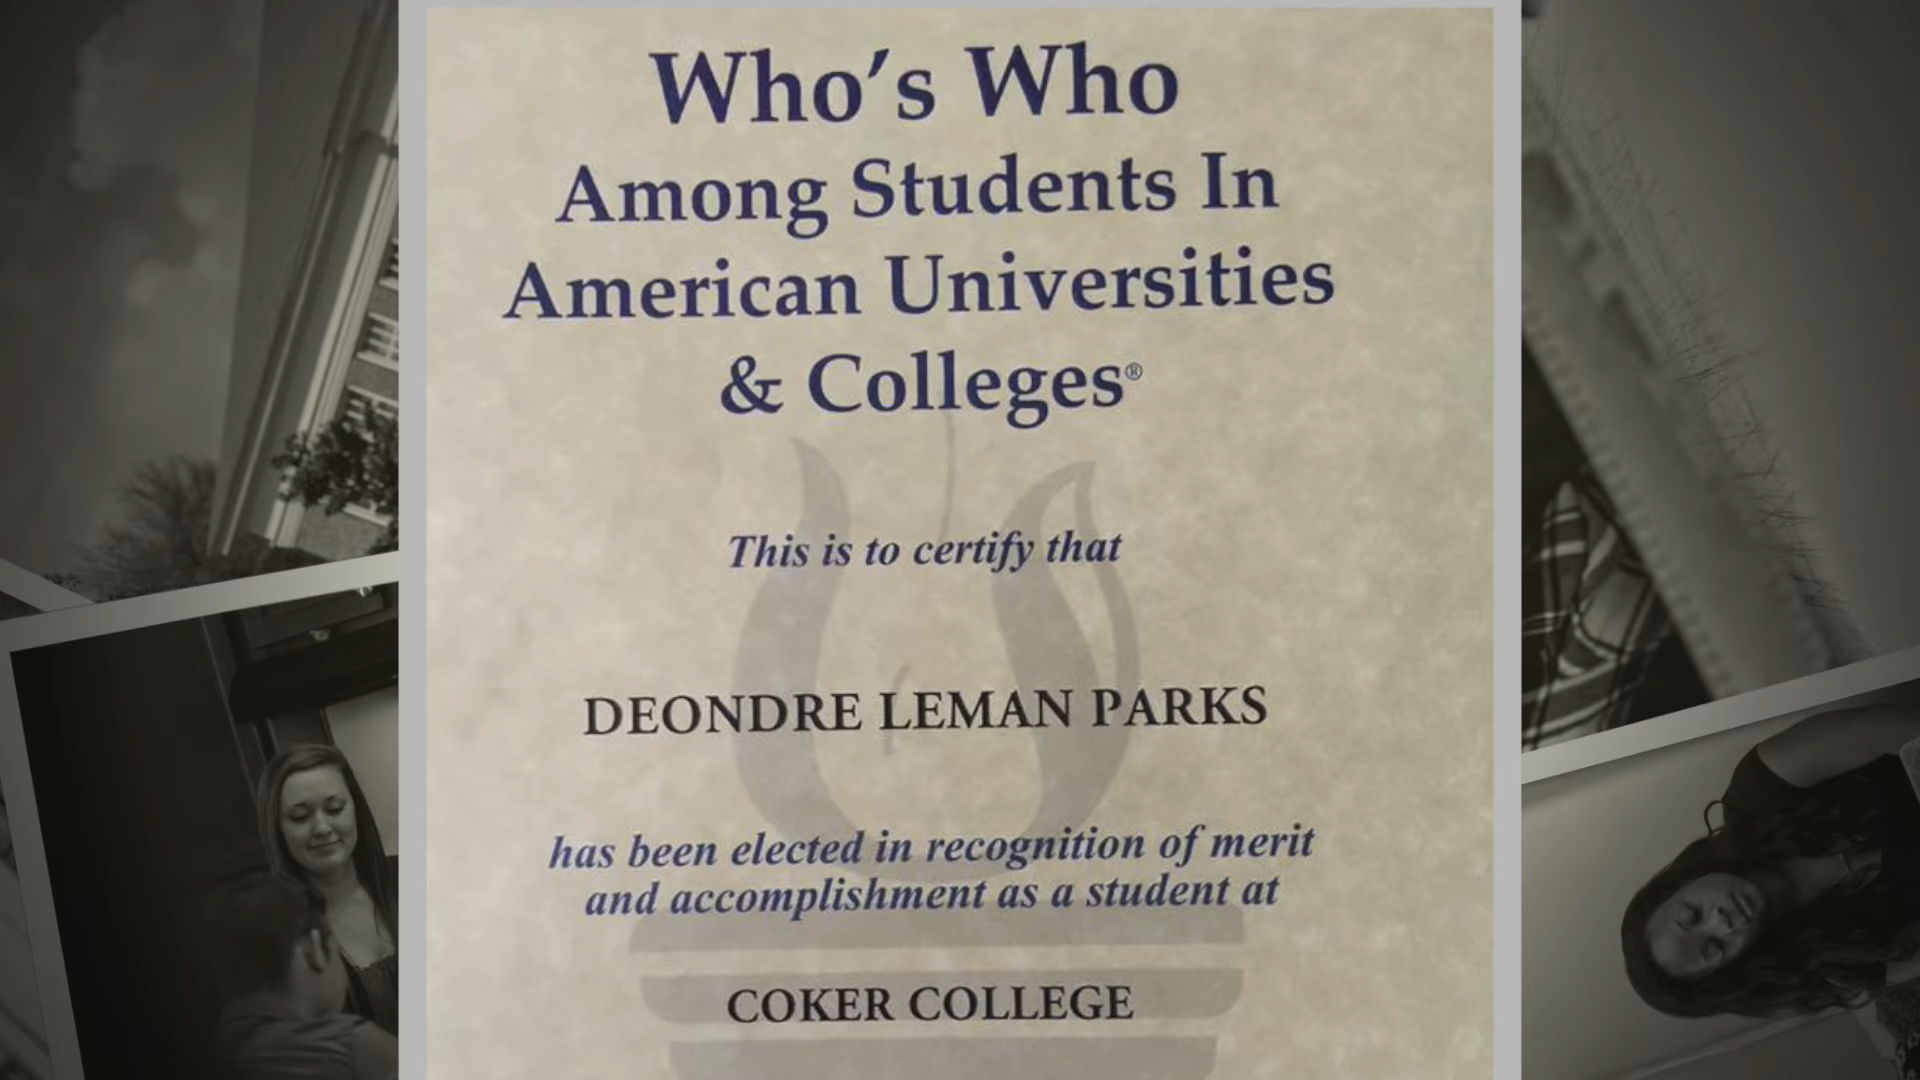 Who's Who
Among Students In
American Universities
& Colleges®
This is to certify that
DEONDRE LEMAN PARKS
has been elected in recognition of merit
and accomplishment as a student at
COKER COLLEGE